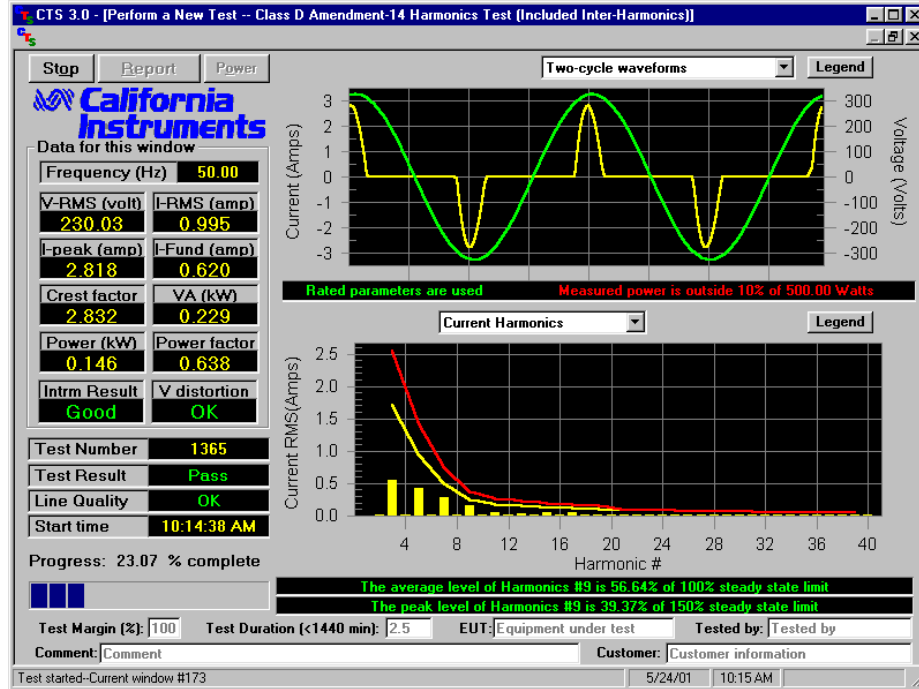 CTS 3.0 - [Perform a New Test -- Class D Amendment-14 Harmonics Test (Included Inter-Harmonics)]
CTS
Stop Report Power
California
Instruments
Two-cycle waveforms Legend
Data for this window
Frequency (Hz) 50.00
V-RMS (volt) I-RMS (amp)
230.03 0.995
I-peak (amp) I-Fund (amp)
2.818 0.620
Crest factor VA (kW)
2.832 0.229
Power (kW) Power factor
0.146 0.638
Intrm Result V distortion
Good OK
Test Number 1365
Test Result Pass
Line Quality OK
Start time 10:14:38 AM
Progress: 23.07 % complete
Current (Amps)
3
2
1
0
-1
-2
-3
300
200
100
0
-100
-200
-300
Voltage (Volts)
Rated parameters are used Measured power is outside 10% of 500.00 Watts
Current Harmonics Legend
Current RMS(Amps)
2.5
2.0
1.5
1.0
0.5
0.0
4 8 12 16 20 24 28 32 36 40
Harmonic #
The average level of Harmonics #9 is 56.64% of 100% steady state limit
The peak level of Harmonics #9 is 39.37% of 150% steady state limit
Test Margin (%): 100 Test Duration (<1440 min): 2.5 EUT: Equipment under test Tested by: Tested by
Comment: Comment Customer: Customer information
Test started--Current window #173 5/24/01 10:15 AM